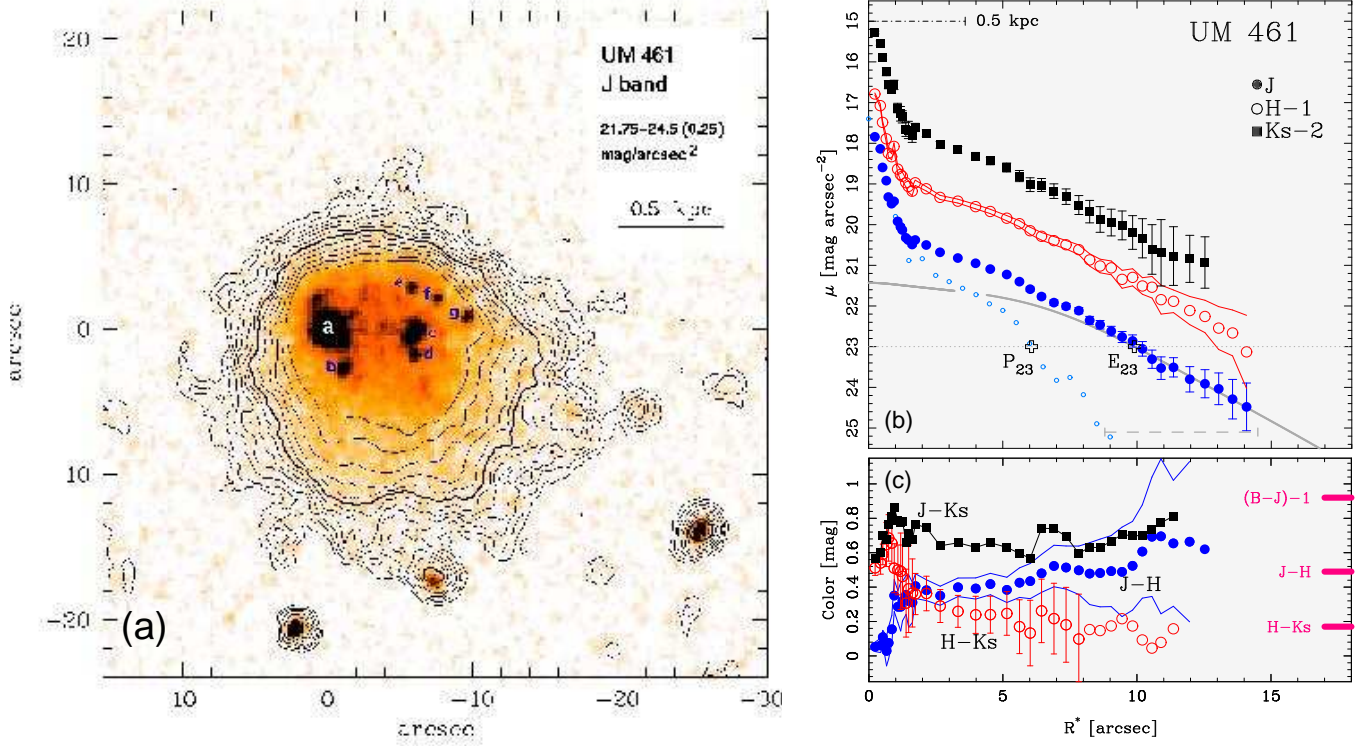 UM 461
J band
21.75-24.5 (0.25)
mag/arcsec²
0.5 kpc
20
10
0
10
-20
arcsec
a
b
c
d
e
f
g
(a)
10
0
-10
-20
-30
arcsec
0.5 kpc
UM 461
J
H-1
Ks-2
15
16
17
18
19
20
21
22
23
24
25
μ [mag arcsec⁻²]
P₂₃
E₂₃
(b)
(c)
J-Ks
J-H
H-Ks
(B-J)-1
J-H
H-Ks
1
0.8
0.6
0.4
0.2
0
Color [mag]
0
5
10
15
R* [arcsec]